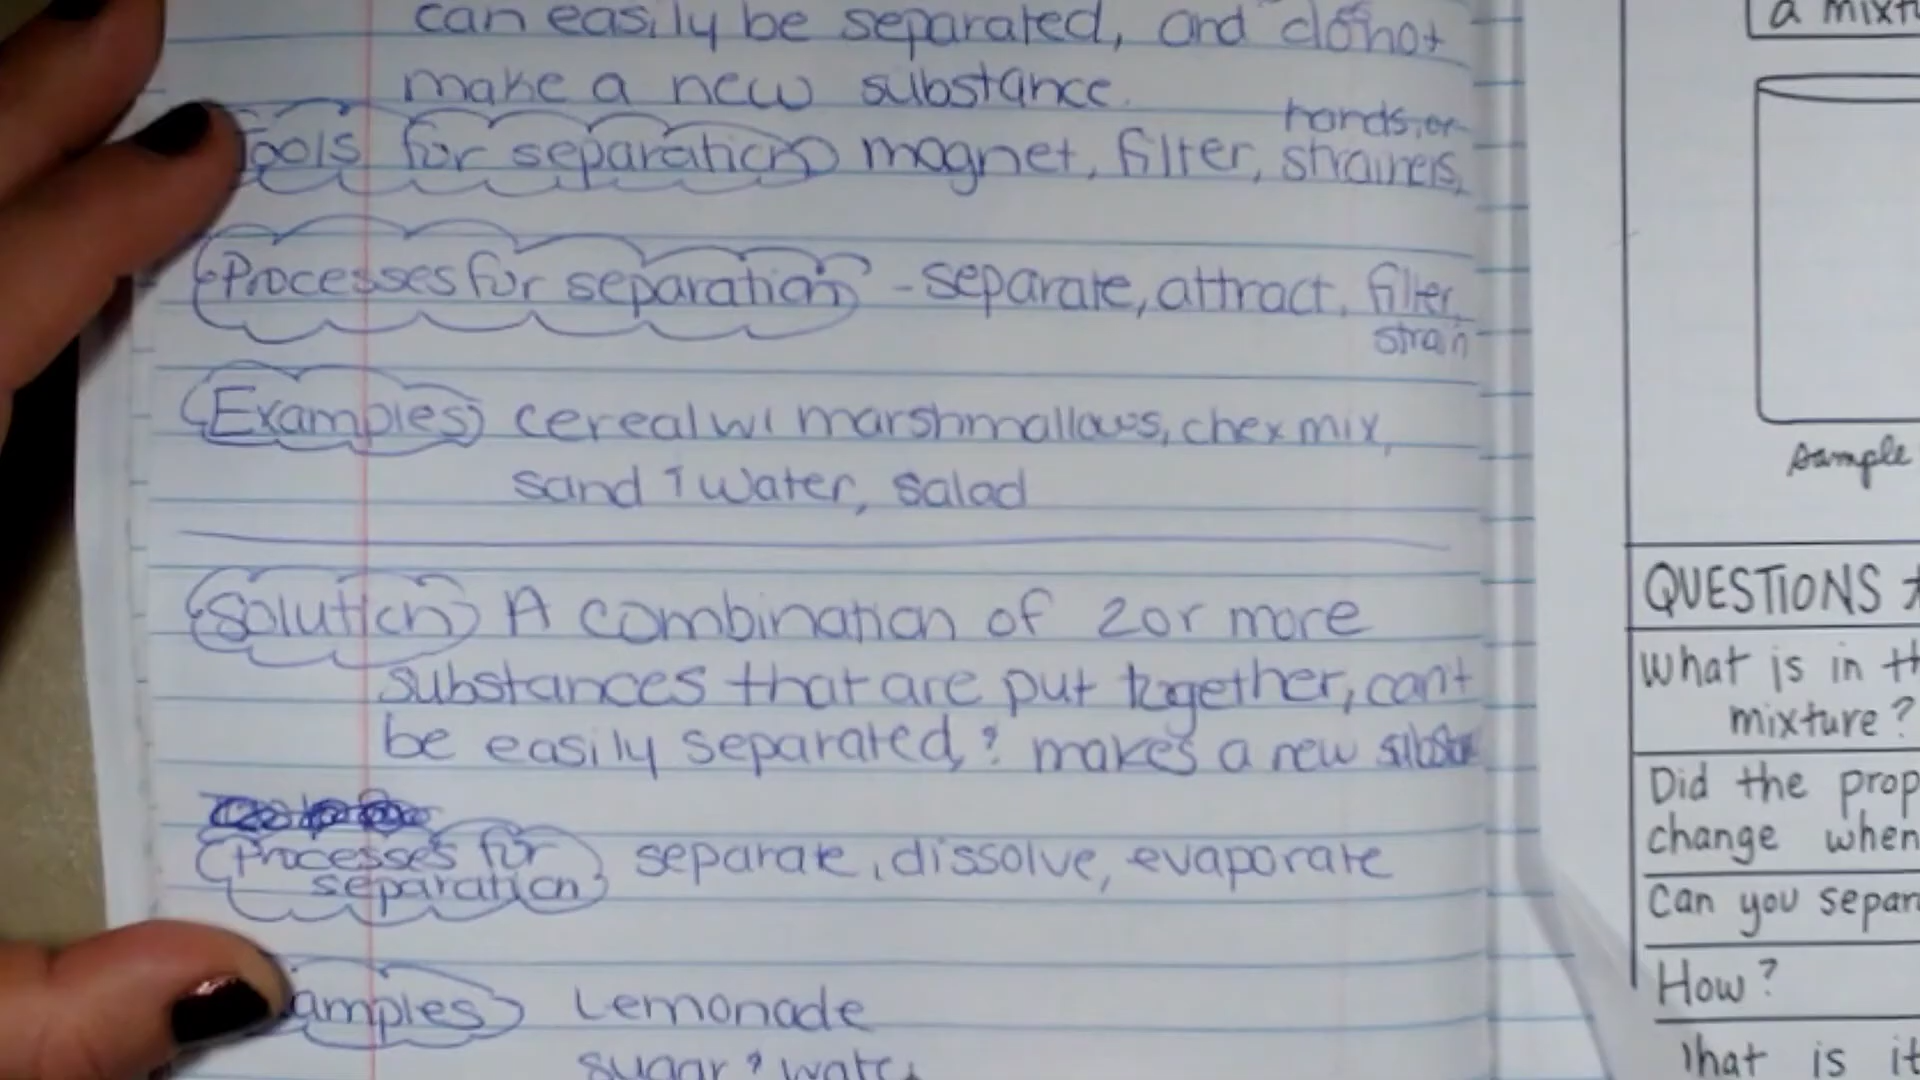 can easily be separated, and do not
make a new substance.
Tools for separation magnet, filter, strainers,
hands, or
Processes for separation - separate, attract, filter,
strain
Examples cereal w/ marshmallows, chex mix,
sand & water, salad
Solution A combination of 2 or more
substances that are put together, can't
be easily separated, & makes a new
Processes for
separation separate, dissolve, evaporate
amples Lemonade
sugar & water
a mixtu
Sample
QUESTIONS
What is in th
mixture?
Did the prop
change when
Can you separ
How?
hat is it